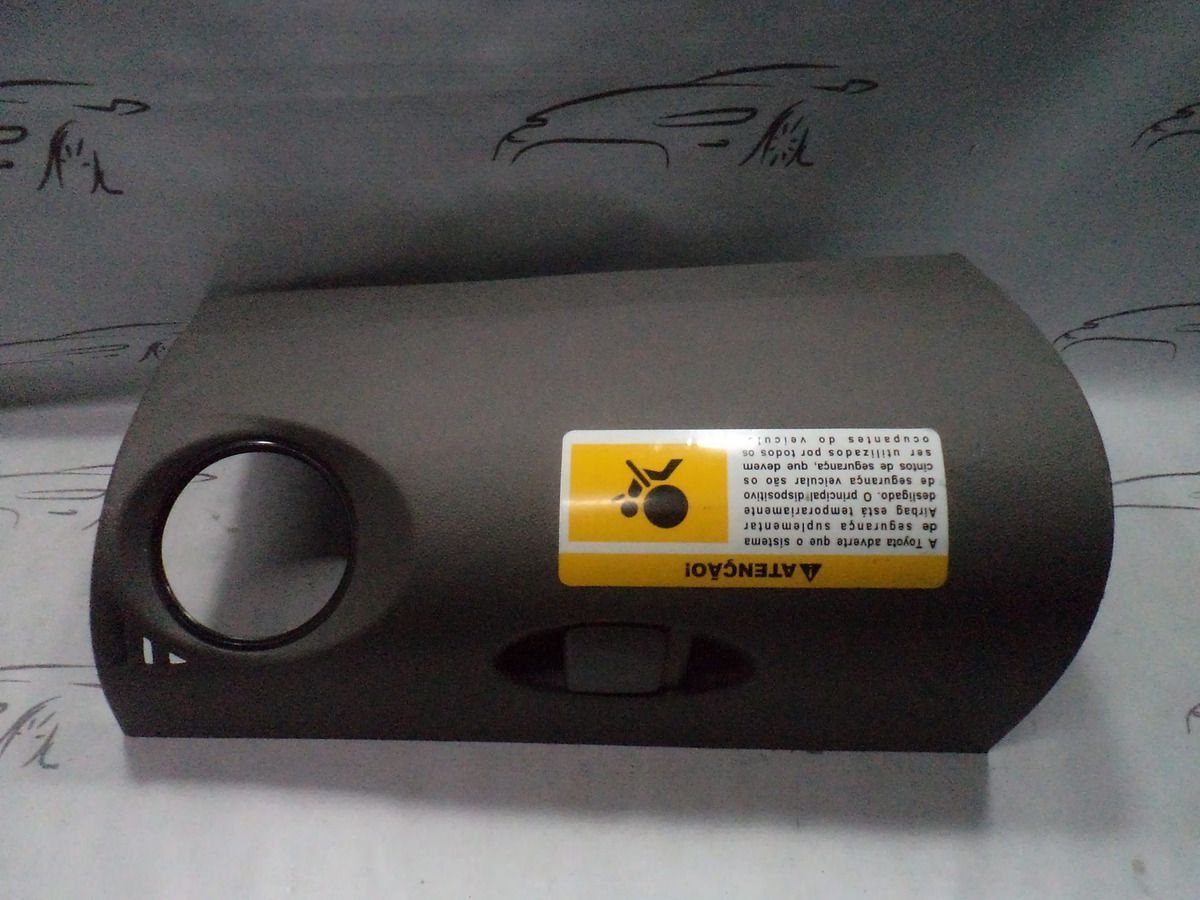 ATENÇÃO!
A Toyota adverte que o sistema
de segurança suplementar
Airbag está temporariamente
desligado. O principal dispositivo
de segurança veicular são os
cintos de segurança, que devem
ser utilizados por todos os
ocupantes do veículo